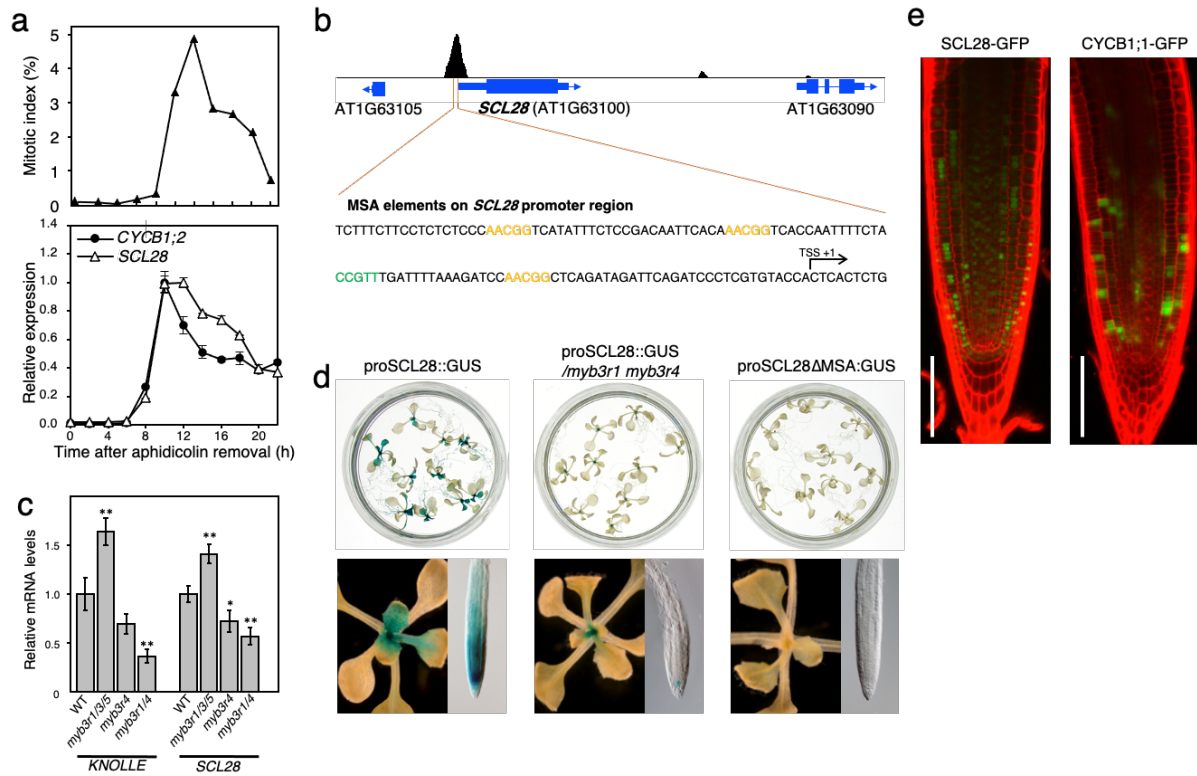 a
5
4
3
2
1
0
Mitotic index (%)
1.4
1.2
1.0
0.8
0.6
0.4
0.2
0.0
Relative expression
CYCB1;2
SCL28
0 4 8 12 16 20
Time after aphidicolin removal (h)
b
AT1G63105
SCL28 (AT1G63100)
AT1G63090
MSA elements on SCL28 promoter region
TCTTTCTTCCTCTCTCCCAACGGTCATATTTCTCCGACAATTCACAAACGGTCACCAATTTTCTA
TSS +1
CCGTTTGATTTTAAAGATCCAACGGCTCAGATAGATTCAGATCCCTCGTGTACCACTCACTCTG
c
1.5
1.0
0.5
0
Relative mRNA levels
**
**
**
*
**
WT
myb3r1/3/5
myb3r4
myb3r1/4
WT
myb3r1/3/5
myb3r4
myb3r1/4
KNOLLE
SCL28
d
proSCL28::GUS
proSCL28::GUS
/myb3r1 myb3r4
proSCL28ΔMSA:GUS
e
SCL28-GFP
CYCB1;1-GFP